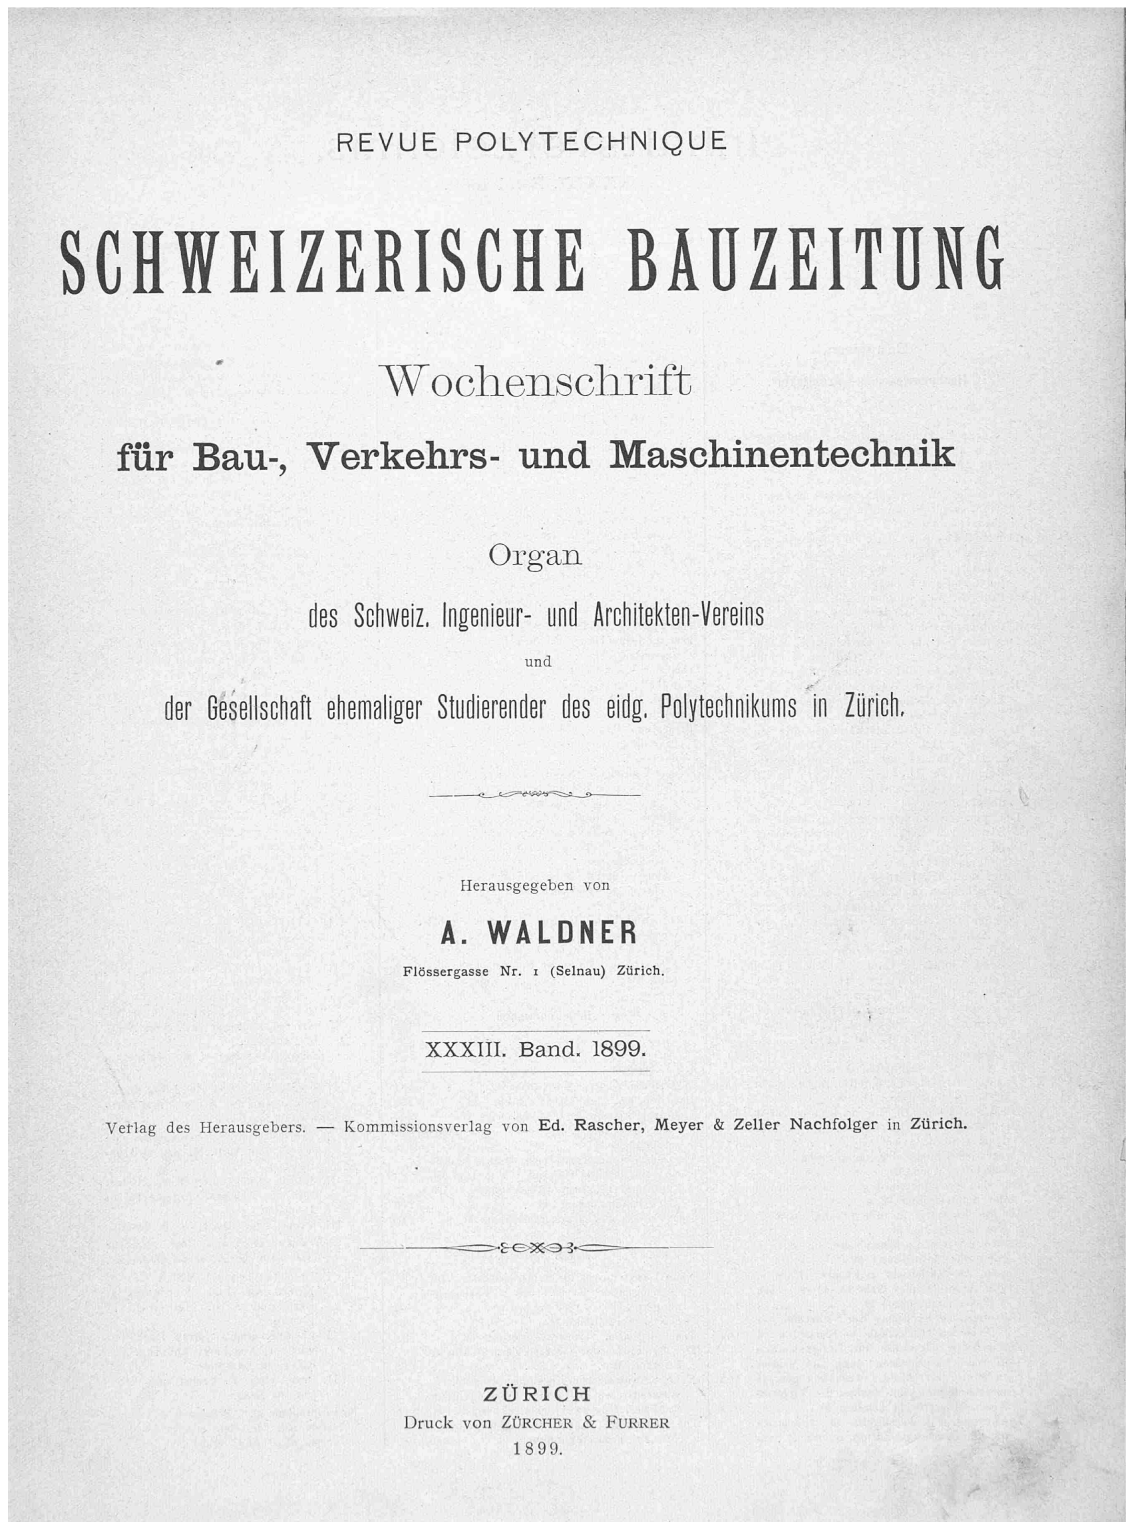 REVUE POLYTECHNIQUE
SCHWEIZERISCHE BAUZEITUNG
Wochenschrift
für Bau-, Verkehrs- und Maschinentechnik
Organ
des Schweiz. Ingenieur- und Architekten-Vereins
und
der Gesellschaft ehemaliger Studierender des eidg. Polytechnikums in Zürich.
Herausgegeben von
A. WALDNER
Flössergasse Nr. 1 (Selnau) Zürich.
XXXIII. Band. 1899.
Verlag des Herausgebers. — Kommissionsverlag von Ed. Rascher, Meyer & Zeller Nachfolger in Zürich.
ZÜRICH
Druck von ZÜRCHER & FURRER
1899.